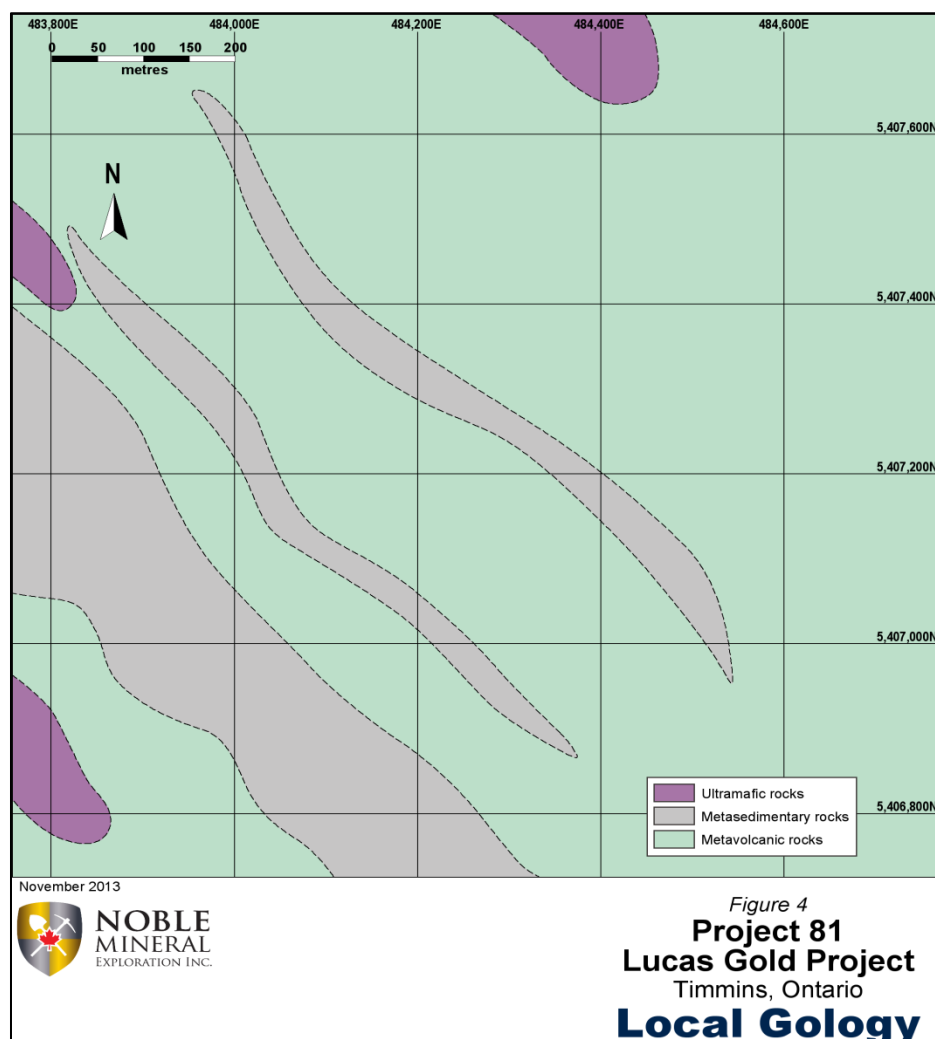 483,800E 484,000E 484,200E 484,400E 484,600E
0 50 100 150 200
metres
5,407,600N
N
5,407,400N
5,407,200N
5,407,000N
5,406,800N
Ultramafic rocks
Metasedimentary rocks
Metavolcanic rocks
November 2013
NOBLE
MINERAL
EXPLORATION INC.
Figure 4
Project 81
Lucas Gold Project
Timmins, Ontario
Local Gology